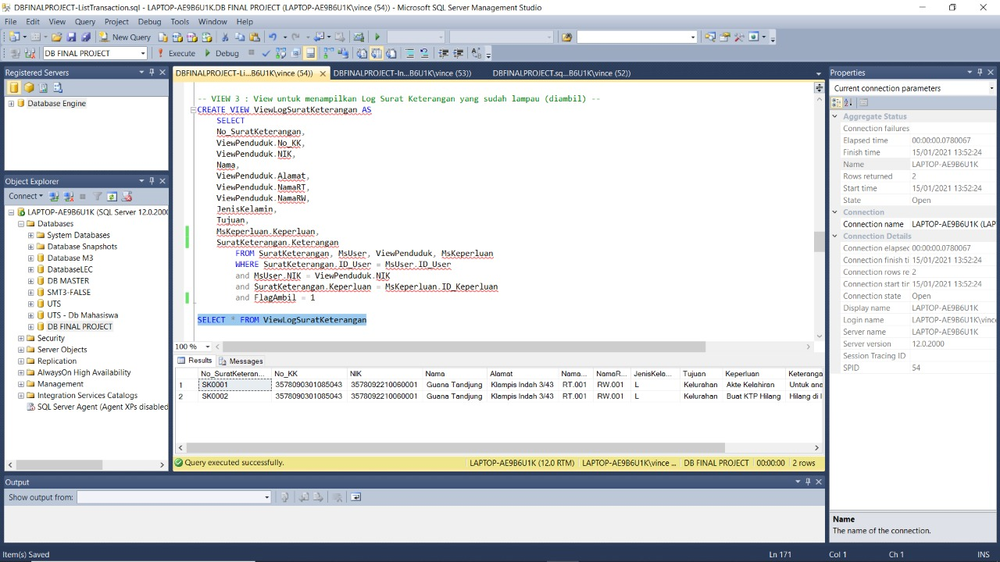 DBFINALPROJECT-ListTransaction.sql - LAPTOP-AE9B6U1K.DB FINAL PROJECT (LAPTOP-AE9B6U1K\vince (54)) - Microsoft SQL Server Management Studio
File Edit View Query Project Debug Tools Window Help
New Query
DB FINAL PROJECT Execute Debug
Registered Servers
Database Engine
Object Explorer
Connect
LAPTOP-AE9B6U1K (SQL Server 12.0.2000
Databases
System Databases
Database Snapshots
Database M3
DatabaseLEC
DB MASTER
SMT3-FALSE
UTS
UTS - Db Mahasiswa
DB FINAL PROJECT
Security
Server Objects
Replication
AlwaysOn High Availability
Management
Integration Services Catalogs
SQL Server Agent (Agent XPs disabled
DBFINALPROJECT-Li...B6U1K\vince (54)) DBFINALPROJECT-In...B6U1K\vince (53)) DBFINALPROJECT.sq...B6U1K\vince (52))
-- VIEW 3 : View untuk menampilkan Log Surat Keterangan yang sudah lampau (diambil) --
CREATE VIEW ViewLogSuratKeterangan AS
SELECT
No_SuratKeterangan,
ViewPenduduk.No_KK,
ViewPenduduk.NIK,
Nama,
ViewPenduduk.Alamat,
ViewPenduduk.NamaRT,
ViewPenduduk.NamaRW,
JenisKelamin,
Tujuan,
MsKeperluan.Keperluan,
SuratKeterangan.Keterangan
FROM SuratKeterangan, MsUser, ViewPenduduk, MsKeperluan
WHERE SuratKeterangan.ID_User = MsUser.ID_User
and MsUser.NIK = ViewPenduduk.NIK
and SuratKeterangan.Keperluan = MsKeperluan.ID_Keperluan
and FlagAmbil = 1
SELECT * FROM ViewLogSuratKeterangan
100 %
Results Messages
No_SuratKeteran... No_KK NIK Nama Alamat Nama... NamaR... JenisKela... Tujuan Keperluan Keteranga
1 SK0001 3578090301085043 3578092210060001 Guana Tandjung Klampis Indah 3/43 RT.001 RW.001 L Kelurahan Akte Kelahiran Untuk ana
2 SK0002 3578090301085043 3578092210060001 Guana Tandjung Klampis Indah 3/43 RT.001 RW.001 L Kelurahan Buat KTP Hilang Hilang di
Query executed successfully. LAPTOP-AE9B6U1K (12.0 RTM) LAPTOP-AE9B6U1K\vince ... DB FINAL PROJECT 00:00:00 2 rows
Properties
Current connection parameters
Aggregate Status
Connection failures
Elapsed time 00:00:00.0780067
Finish time 15/01/2021 13:52:24
Name LAPTOP-AE9B6U1K
Rows returned 2
Start time 15/01/2021 13:52:24
State Open
Connection
Connection name LAPTOP-AE9B6U1K (LAP
Connection Details
Connection elapsec 00:00:00.0780067
Connection finish ti 15/01/2021 13:52:24
Connection rows re 2
Connection start tir 15/01/2021 13:52:24
Connection state Open
Display name LAPTOP-AE9B6U1K
Login name LAPTOP-AE9B6U1K\vince
Server name LAPTOP-AE9B6U1K
Server version 12.0.2000
Session Tracing ID
SPID 54
Name
The name of the connection.
Output
Show output from:
Item(s) Saved Ln 171 Col 1 Ch 1 INS